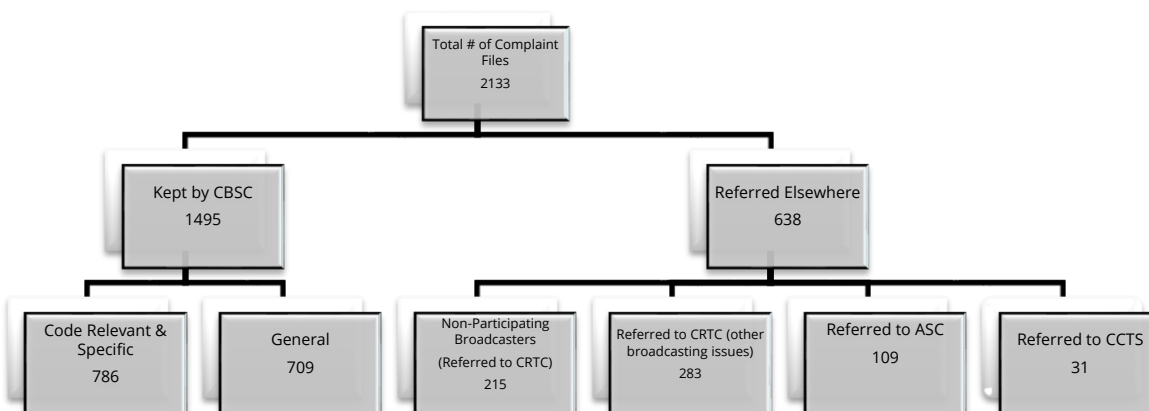 Total # of Complaint
Files
2133
Kept by CBSC
1495
Referred Elsewhere
638
Code Relevant &
Specific
786
General
709
Non-Participating
Broadcasters
(Referred to CRTC)
215
Referred to CRTC (other
broadcasting issues)
283
Referred to ASC
109
Referred to CCTS
31